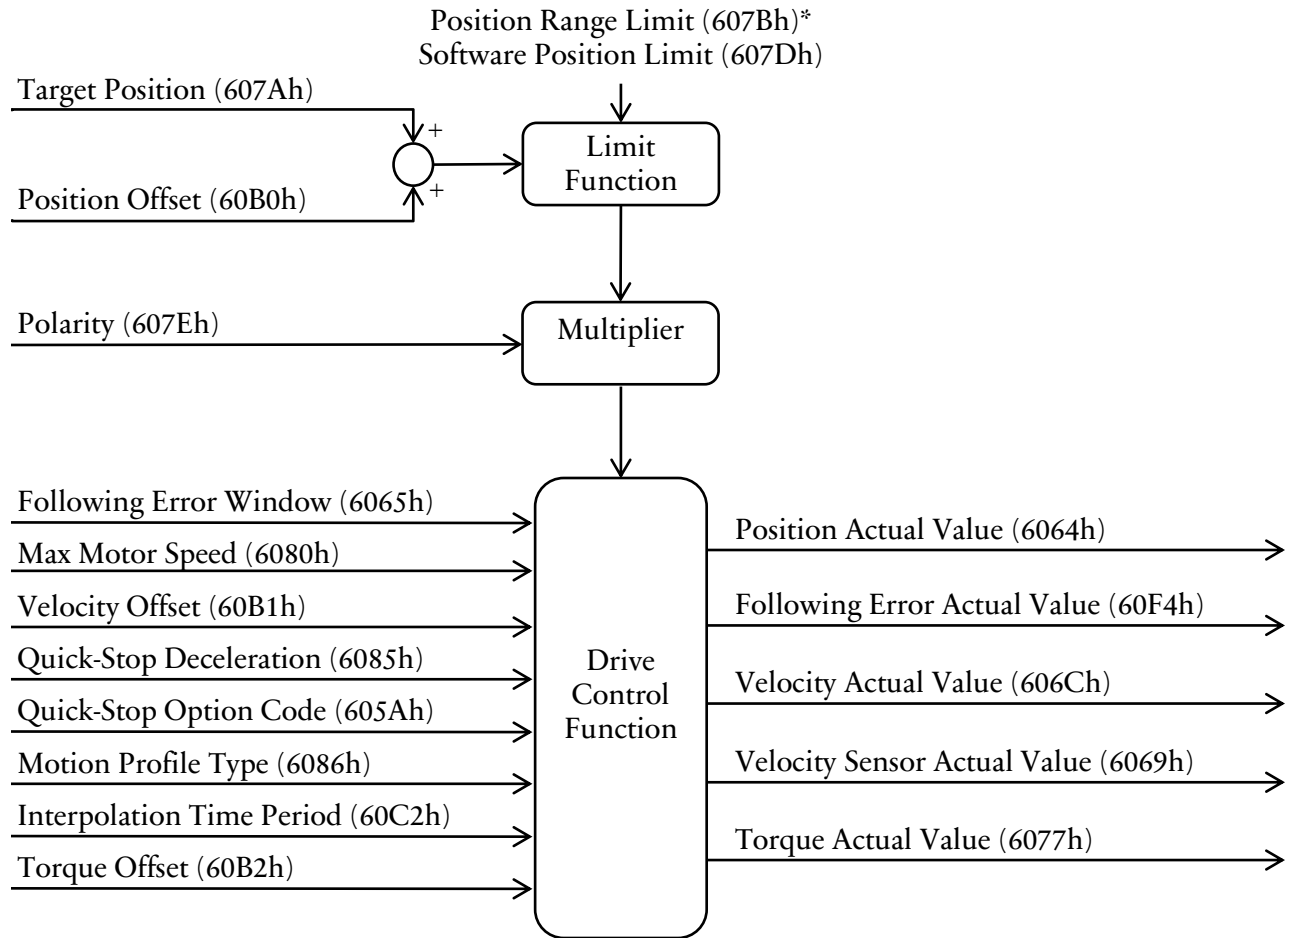 Position Range Limit (607Bh)*
Software Position Limit (607Dh)
Target Position (607Ah)
+
Limit
Function
Position Offset (60B0h)
+
Polarity (607Eh)
Multiplier
Following Error Window (6065h)
Max Motor Speed (6080h)
Velocity Offset (60B1h)
Quick-Stop Deceleration (6085h)
Quick-Stop Option Code (605Ah)
Motion Profile Type (6086h)
Interpolation Time Period (60C2h)
Torque Offset (60B2h)
Drive
Control
Function
Position Actual Value (6064h)
Following Error Actual Value (60F4h)
Velocity Actual Value (606Ch)
Velocity Sensor Actual Value (6069h)
Torque Actual Value (6077h)